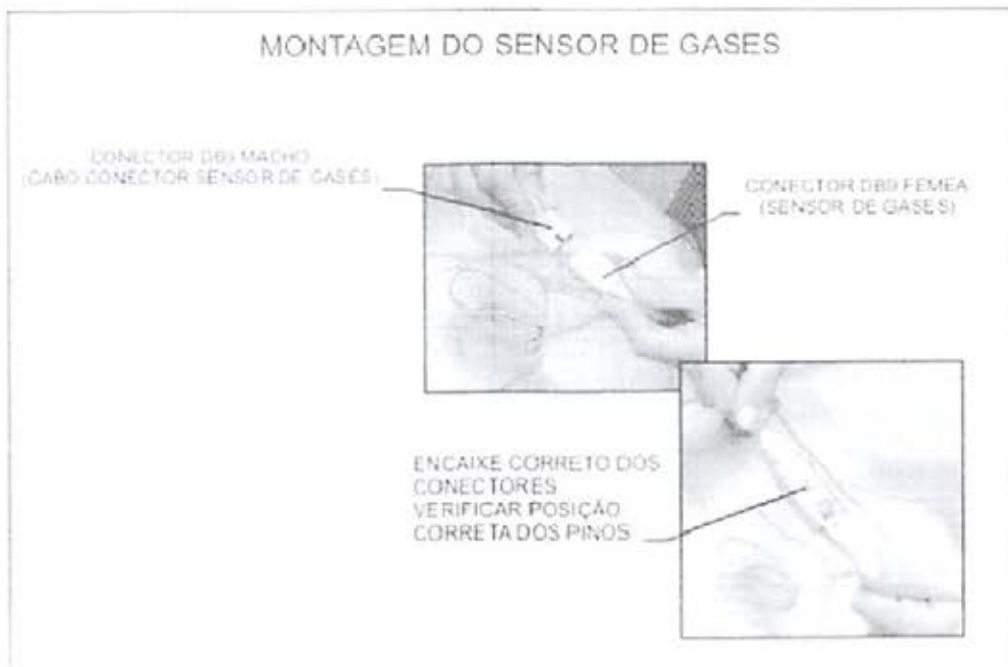 MONTAGEM DO SENSOR DE GASES
CONECTOR DB9 MACHO
(CABO CONECTOR SENSOR DE GASES)
CONECTOR DB9 FEMEA
(SENSOR DE GASES)
ENCAIXE CORRETO DOS
CONECTORES
VERIFICAR POSIÇÃO
CORRETA DOS PINOS